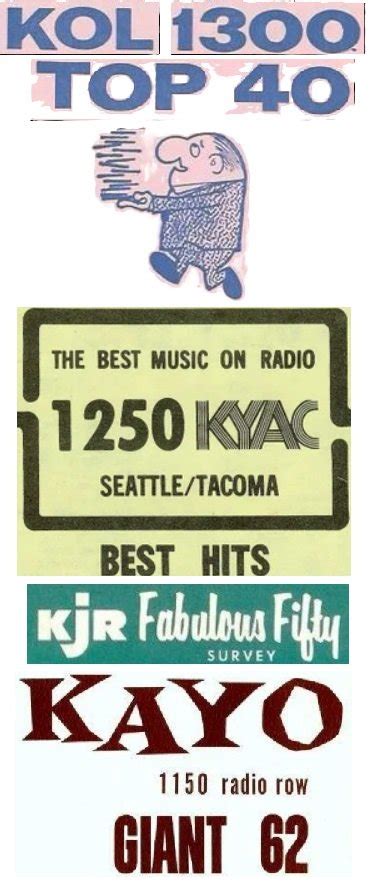 KOL 1300
TOP 40
THE BEST MUSIC ON RADIO
1250 KYAC
SEATTLE/TACOMA
BEST HITS
KJR Fabulous Fifty
SURVEY
KAYO
1150 radio row
GIANT 62